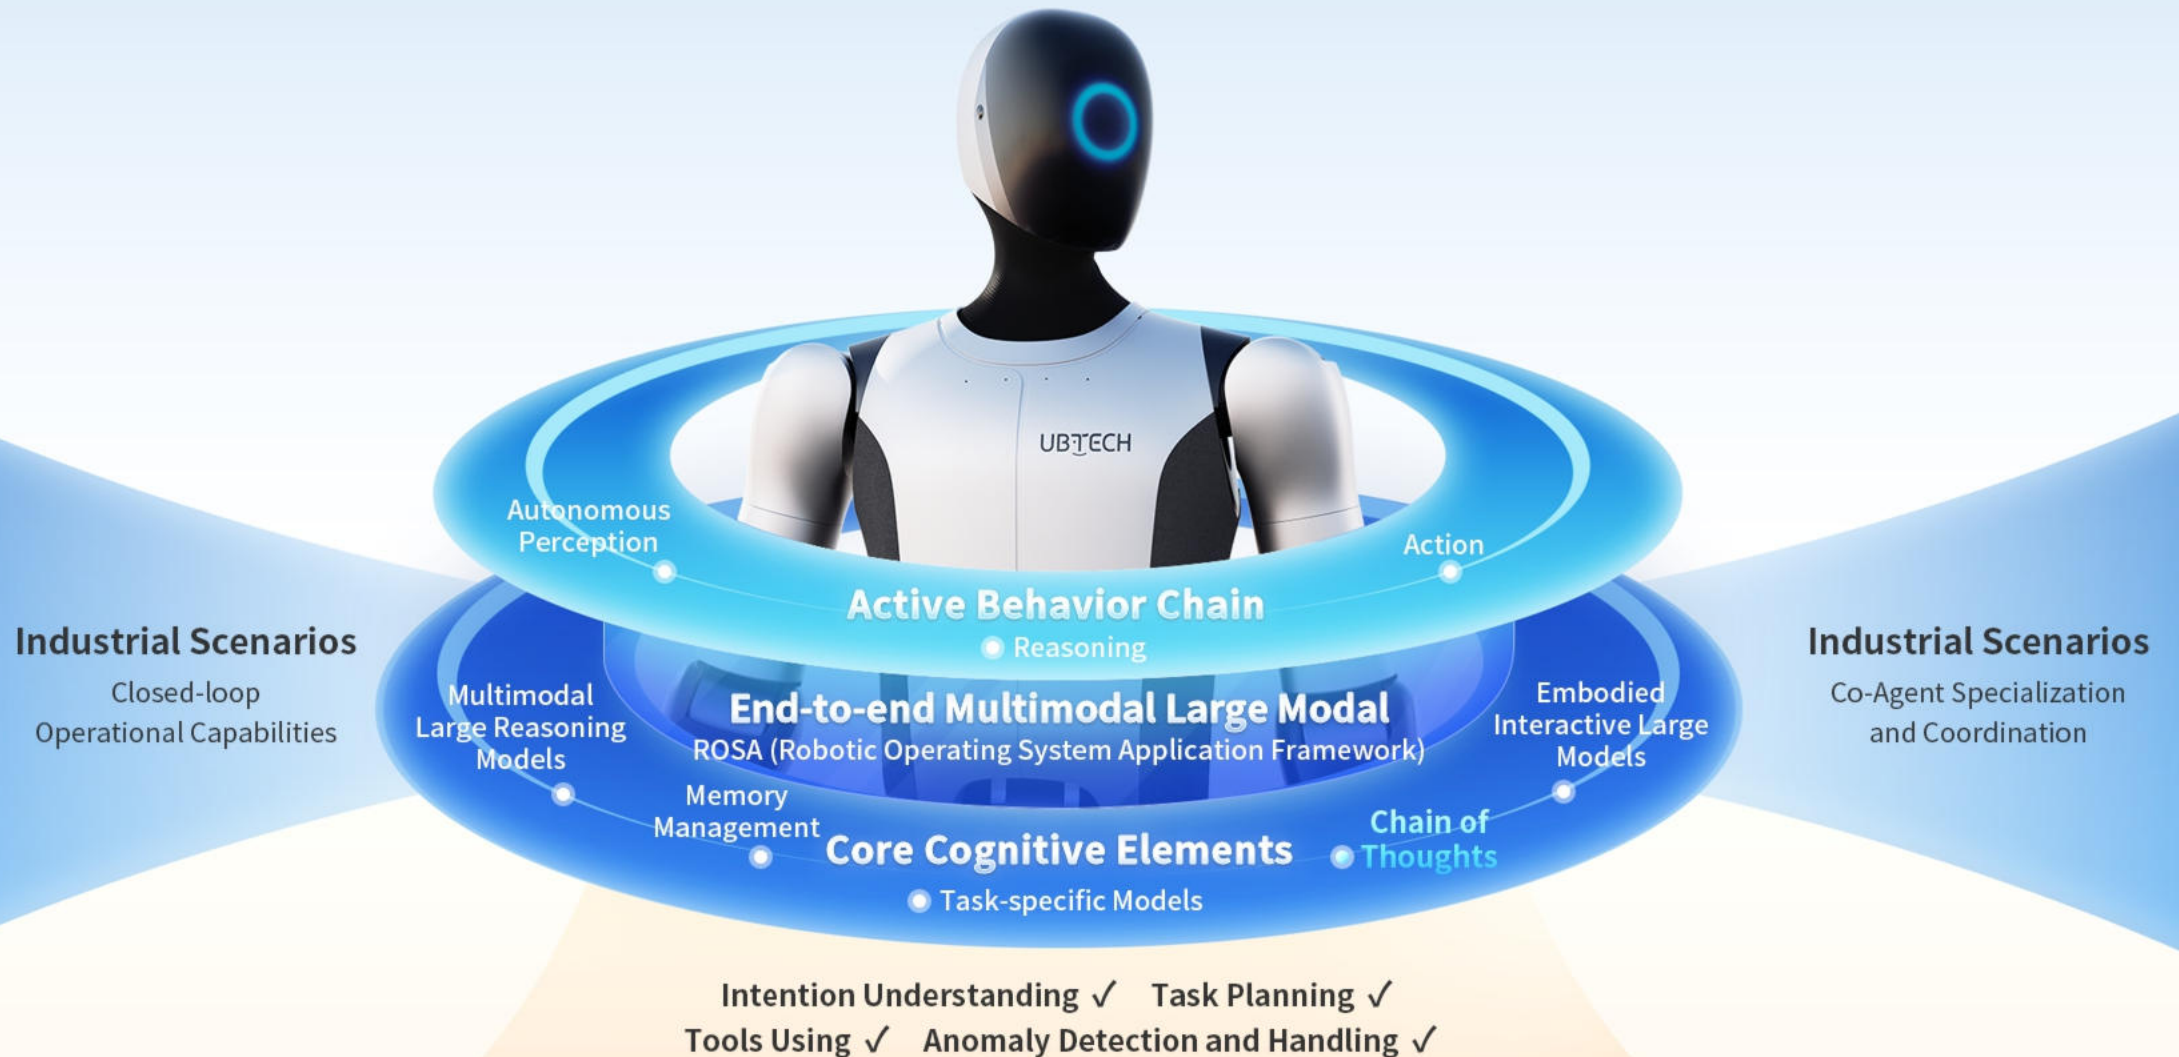 UBTECH
Autonomous
Perception
Action
Active Behavior Chain
Reasoning
Industrial Scenarios
Closed-loop
Operational Capabilities
Multimodal
Large Reasoning
Models
End-to-end Multimodal Large Modal
ROSA (Robotic Operating System Application Framework)
Embodied
Interactive Large
Models
Industrial Scenarios
Co-Agent Specialization
and Coordination
Memory
Management
Core Cognitive Elements
Chain of
Thoughts
Task-specific Models
Intention Understanding ✓ Task Planning ✓
Tools Using ✓ Anomaly Detection and Handling ✓